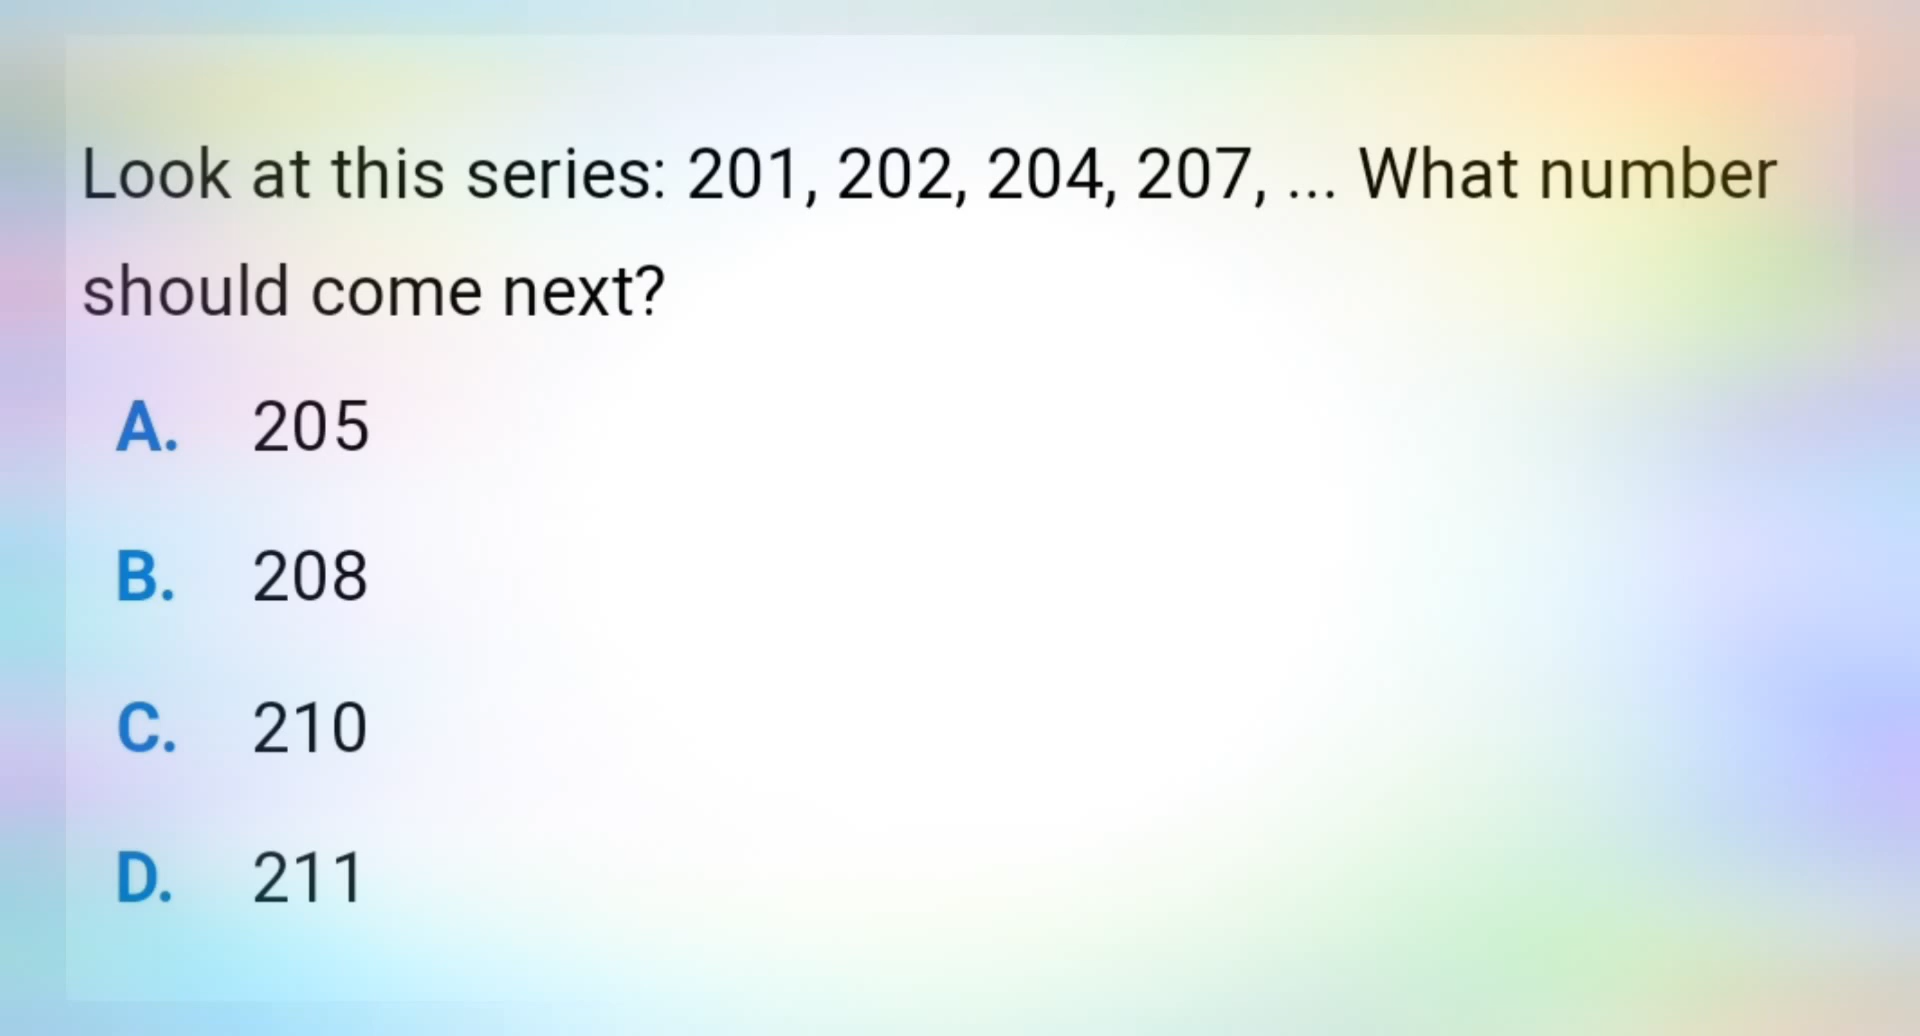 Look at this series: 201, 202, 204, 207, ... What number
should come next?
A. 205
B. 208
C. 210
D. 211